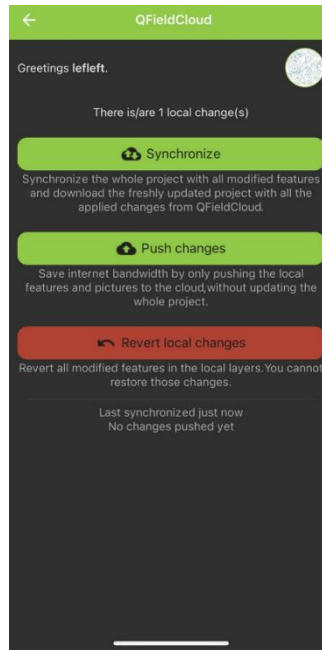 QFieldCloud
Greetings lefleft.
There is/are 1 local change(s)
Synchronize
Synchronize the whole project with all modified features
and download the freshly updated project with all the
applied changes from QFieldCloud.
Push changes
Save internet bandwidth by only pushing the local
features and pictures to the cloud,without updating the
whole project.
Revert local changes
Revert all modified features in the local layers.You cannot
restore those changes.
Last synchronized just now
No changes pushed yet